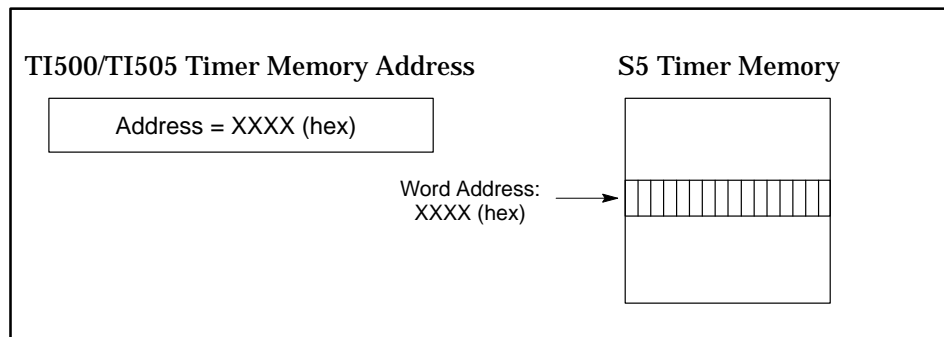 TI500/TI505 Timer Memory Address
S5 Timer Memory
Address = XXXX (hex)
Word Address:
XXXX (hex)